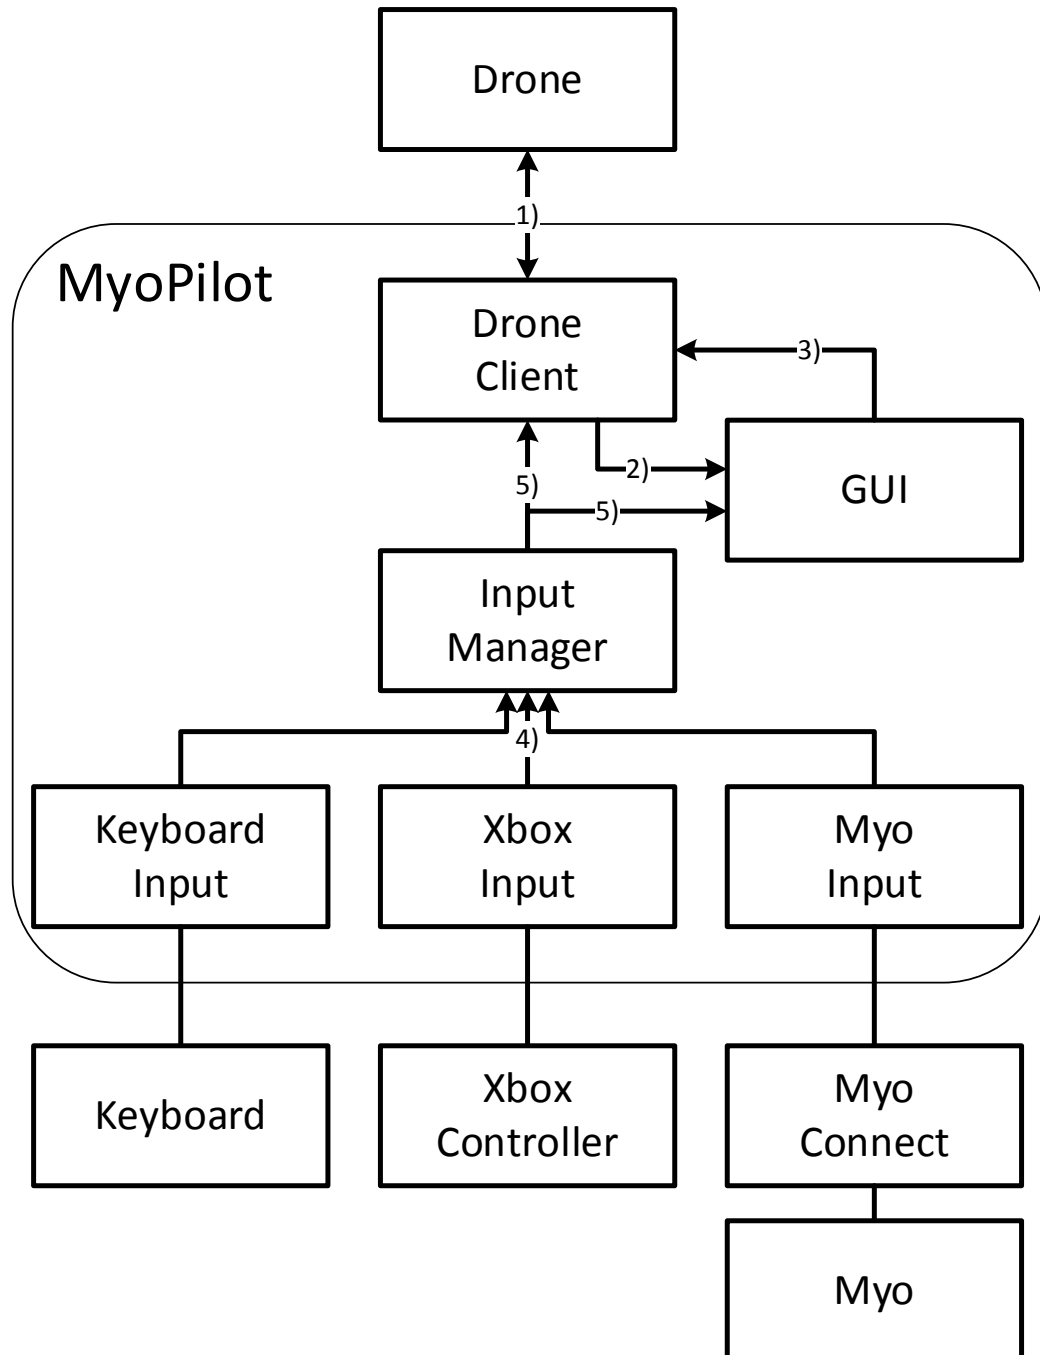 Drone
1)
MyoPilot
Drone
Client
3)
2)
GUI
5)
5)
Input
Manager
4)
Keyboard
Input
Xbox
Input
Myo
Input
Keyboard
Xbox
Controller
Myo
Connect
Myo